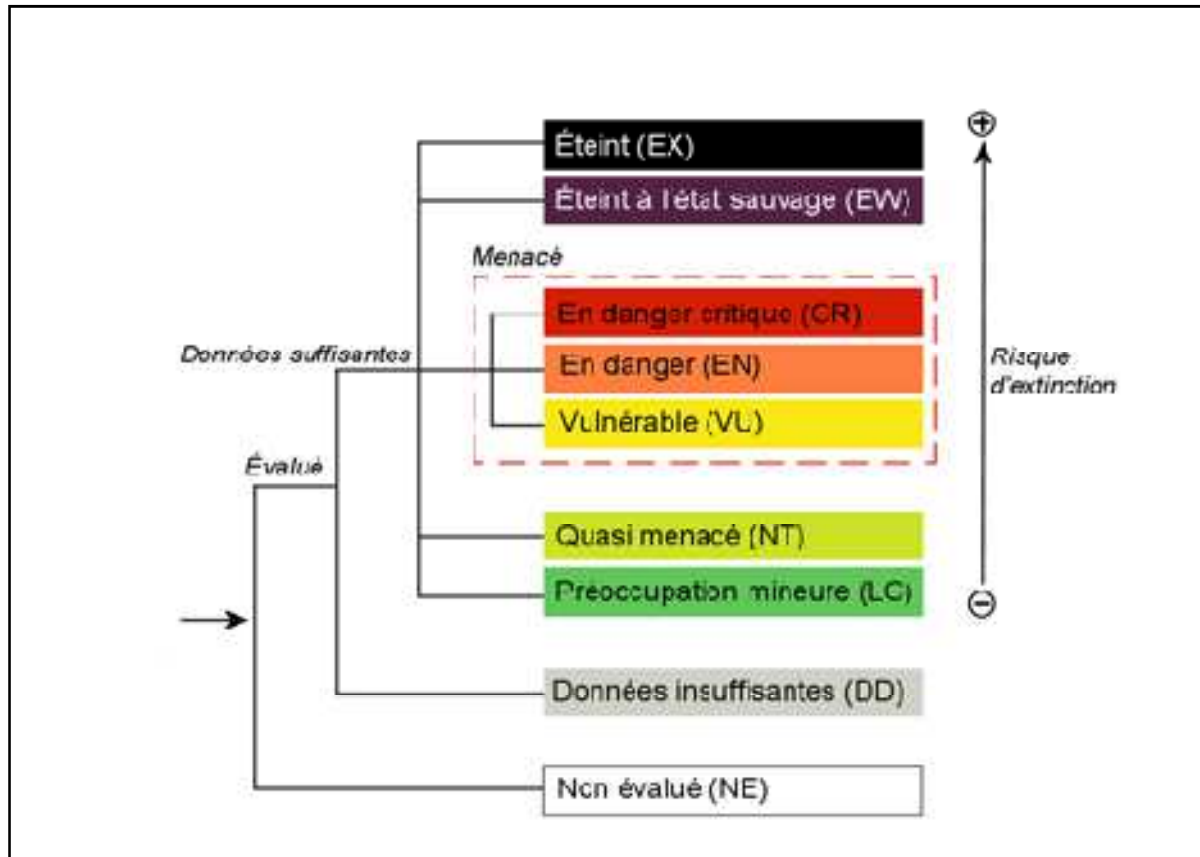 Éteint (EX)
Éteint à l'état sauvage (EW)
Menacé
En danger critique (CR)
Données suffisantes
En danger (EN)
Risque
d'extinction
Vulnérable (VU)
Évalué
Quasi menacé (NT)
Préoccupation mineure (LC)
Données insuffisantes (DD)
Non évalué (NE)